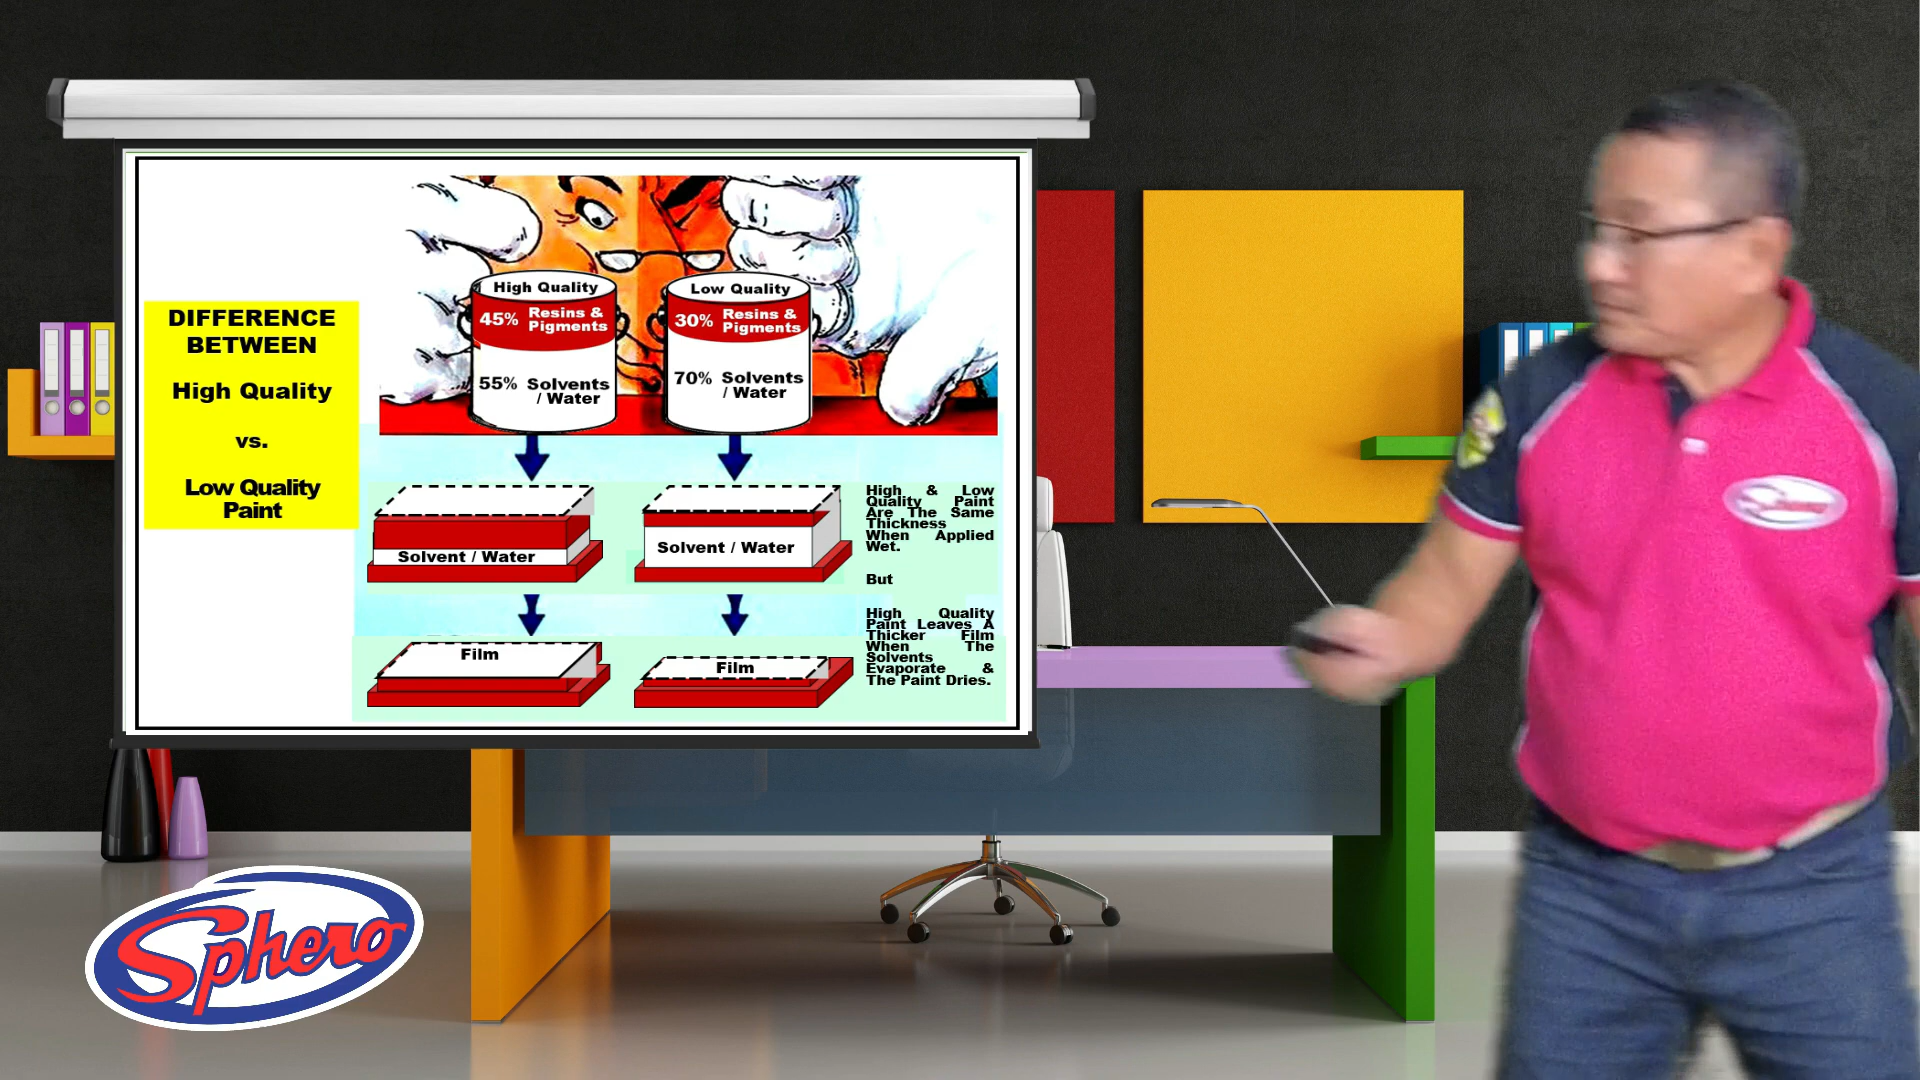 DIFFERENCE
BETWEEN
High Quality
vs.
Low Quality
Paint
High Quality
45% Resins &
Pigments
55% Solvents
/ Water
Low Quality
30% Resins &
Pigments
70% Solvents
/ Water
Solvent / Water
Solvent / Water
Film
Film
High & Low
Quality Paint
Are The Same
Thickness
When Applied
Wet.
But
High Quality
Paint Leaves A
Thicker Film
When The
Solvents
Evaporate &
The Paint Dries.
Sphero